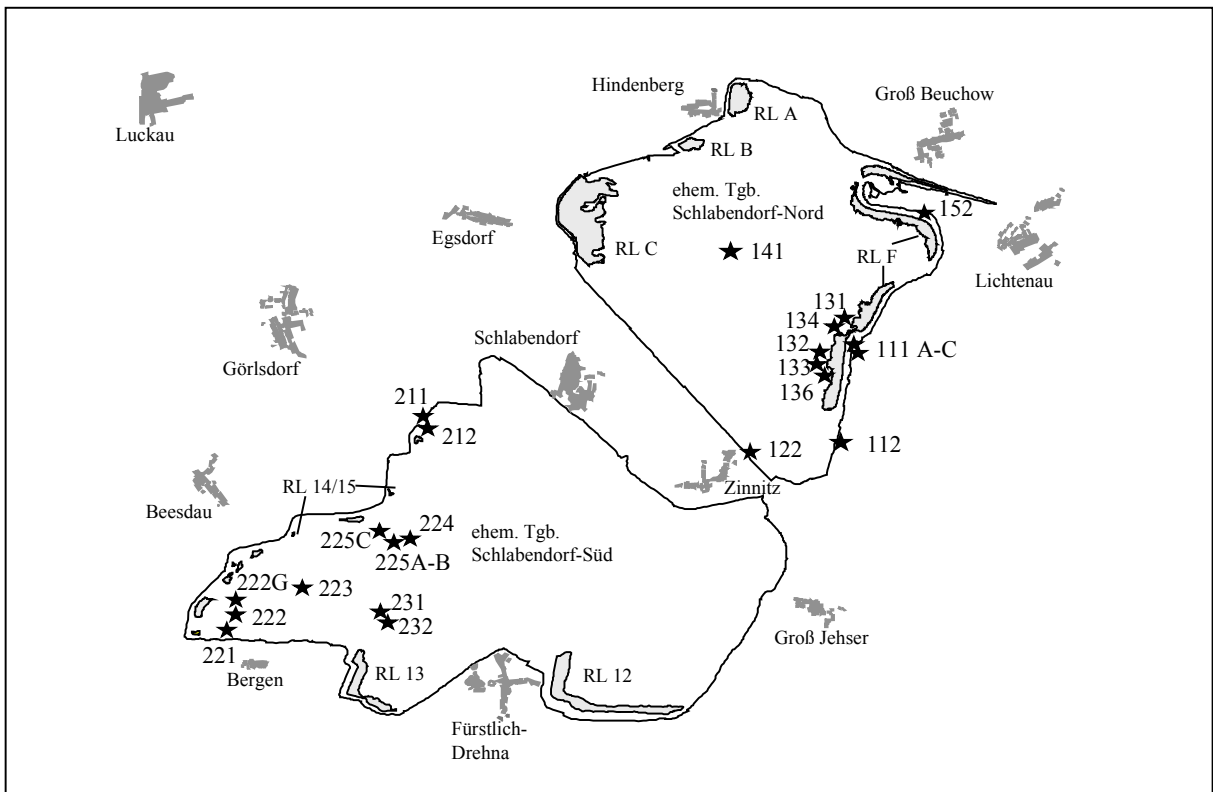 Hindenberg
Groß Beuchow
RL A
Luckau
RL B
ehem. Tgb.
Schlabendorf-Nord
152
Egsdorf
RL C
141
RL F
Lichtenau
131
134
Schlabendorf
132
111 A-C
133
Görlsdorf
136
211
212
122
112
Zinnitz
RL 14/15
Beesdau
224
225C
ehem. Tgb.
Schlabendorf-Süd
225A-B
222G
223
231
222
232
Groß Jehser
221
Bergen
RL 13
RL 12
Fürstlich-
Drehna